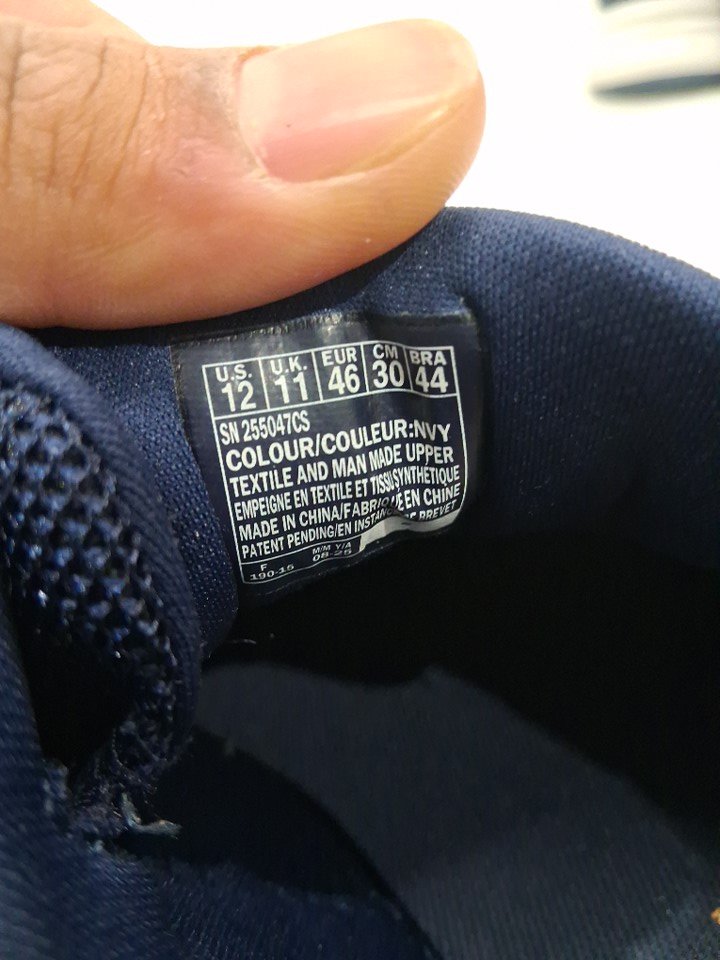 U.S. U.K. EUR CM BRA
12 11 46 30 44
SN 255047CS
COLOUR/COULEUR:NVY
TEXTILE AND MAN MADE UPPER
EMPEIGNE EN TEXTILE ET TISSU SYNTHÉTIQUE
MADE IN CHINA/FABRIQUÉ EN CHINE
PATENT PENDING/EN INSTANCE DE BREVET
F M/M Y/A
190-15 08-25